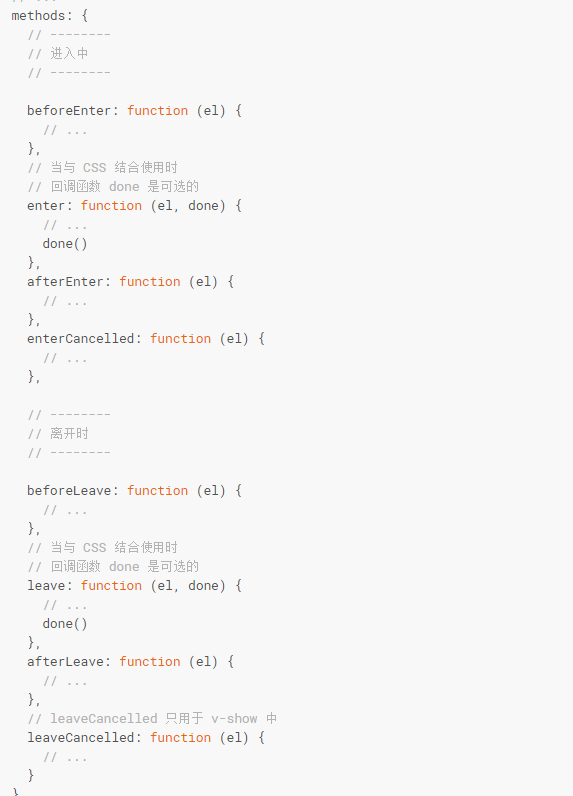 // ...
methods: {
// --------
// 进入中
// --------
beforeEnter: function (el) {
// ...
},
// 当与 CSS 结合使用时
// 回调函数 done 是可选的
enter: function (el, done) {
// ...
done()
},
afterEnter: function (el) {
// ...
},
enterCancelled: function (el) {
// ...
},
// --------
// 离开时
// --------
beforeLeave: function (el) {
// ...
},
// 当与 CSS 结合使用时
// 回调函数 done 是可选的
leave: function (el, done) {
// ...
done()
},
afterLeave: function (el) {
// ...
},
// leaveCancelled 只用于 v-show 中
leaveCancelled: function (el) {
// ...
}
}